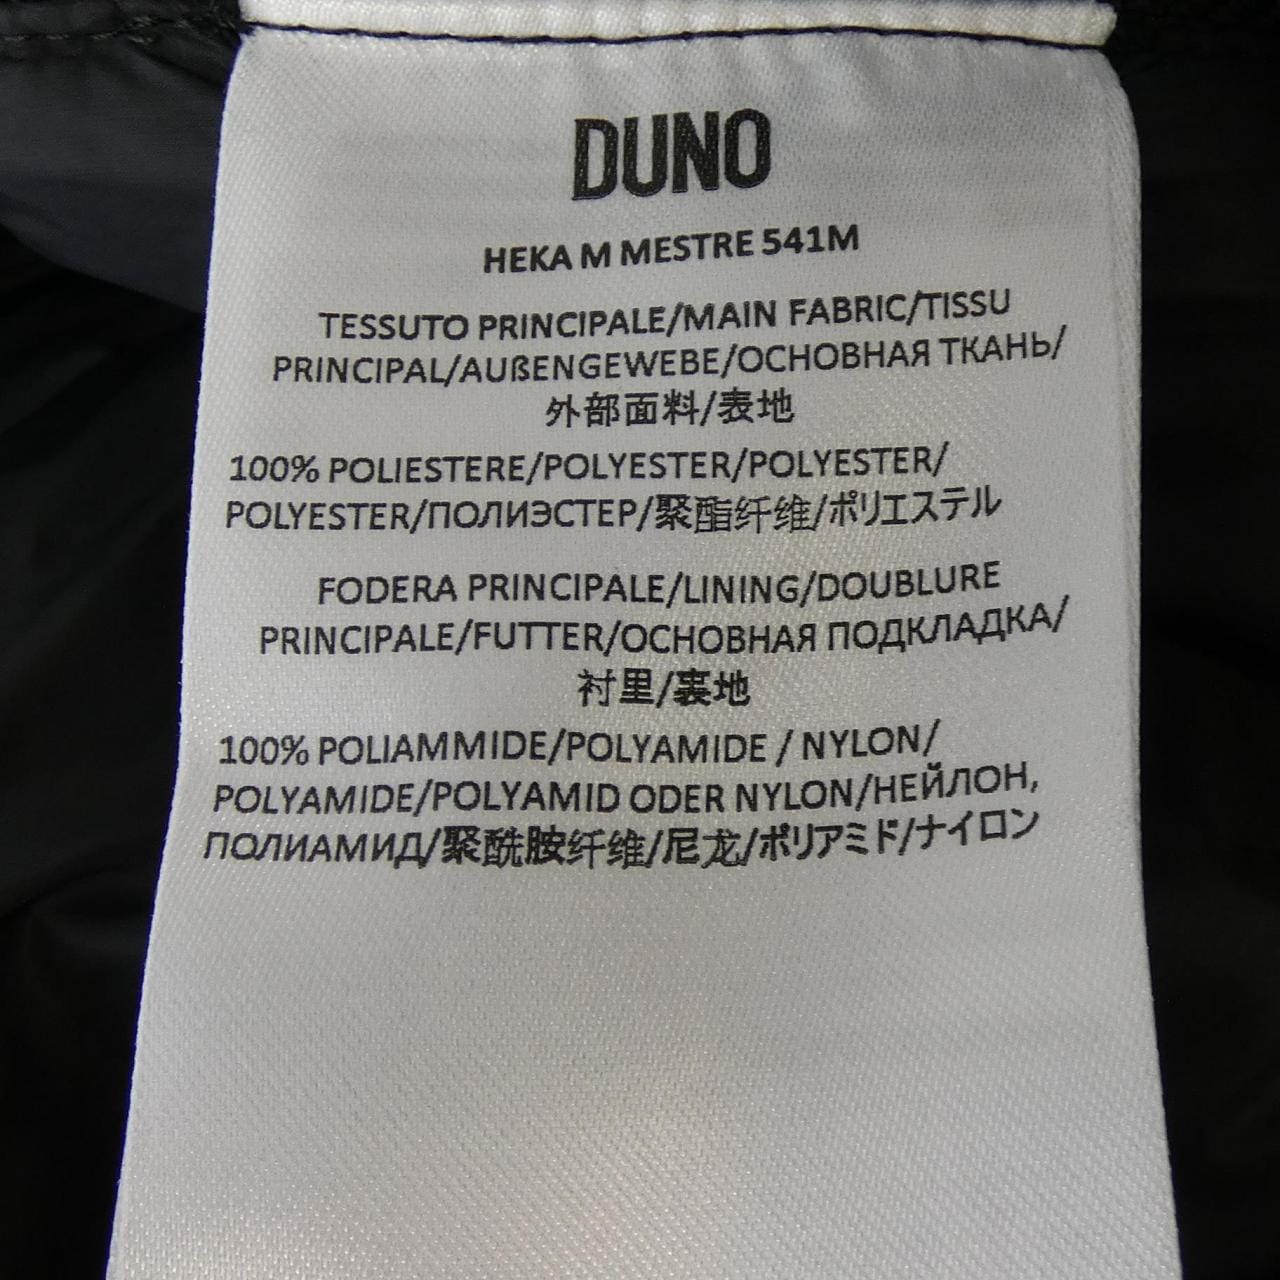 DUNO
HEKA M MESTRE 541M
TESSUTO PRINCIPALE/MAIN FABRIC/TISSU
PRINCIPAL/AUßENGEWEBE/ОСНОВНАЯ ТКАНЬ/
外部面料/表地
100% POLIESTERE/POLYESTER/POLYESTER/
POLYESTER/ПОЛИЭСТЕР/聚酯纤维/ポリエステル
FODERA PRINCIPALE/LINING/DOUBLURE
PRINCIPALE/FUTTER/ОСНОВНАЯ ПОДКЛАДКА/
衬里/裏地
100% POLIAMMIDE/POLYAMIDE / NYLON/
POLYAMIDE/POLYAMID ODER NYLON/НЕЙЛОН,
ПОЛИАМИД/聚酰胺纤维/尼龙/ポリアミド/ナイロン